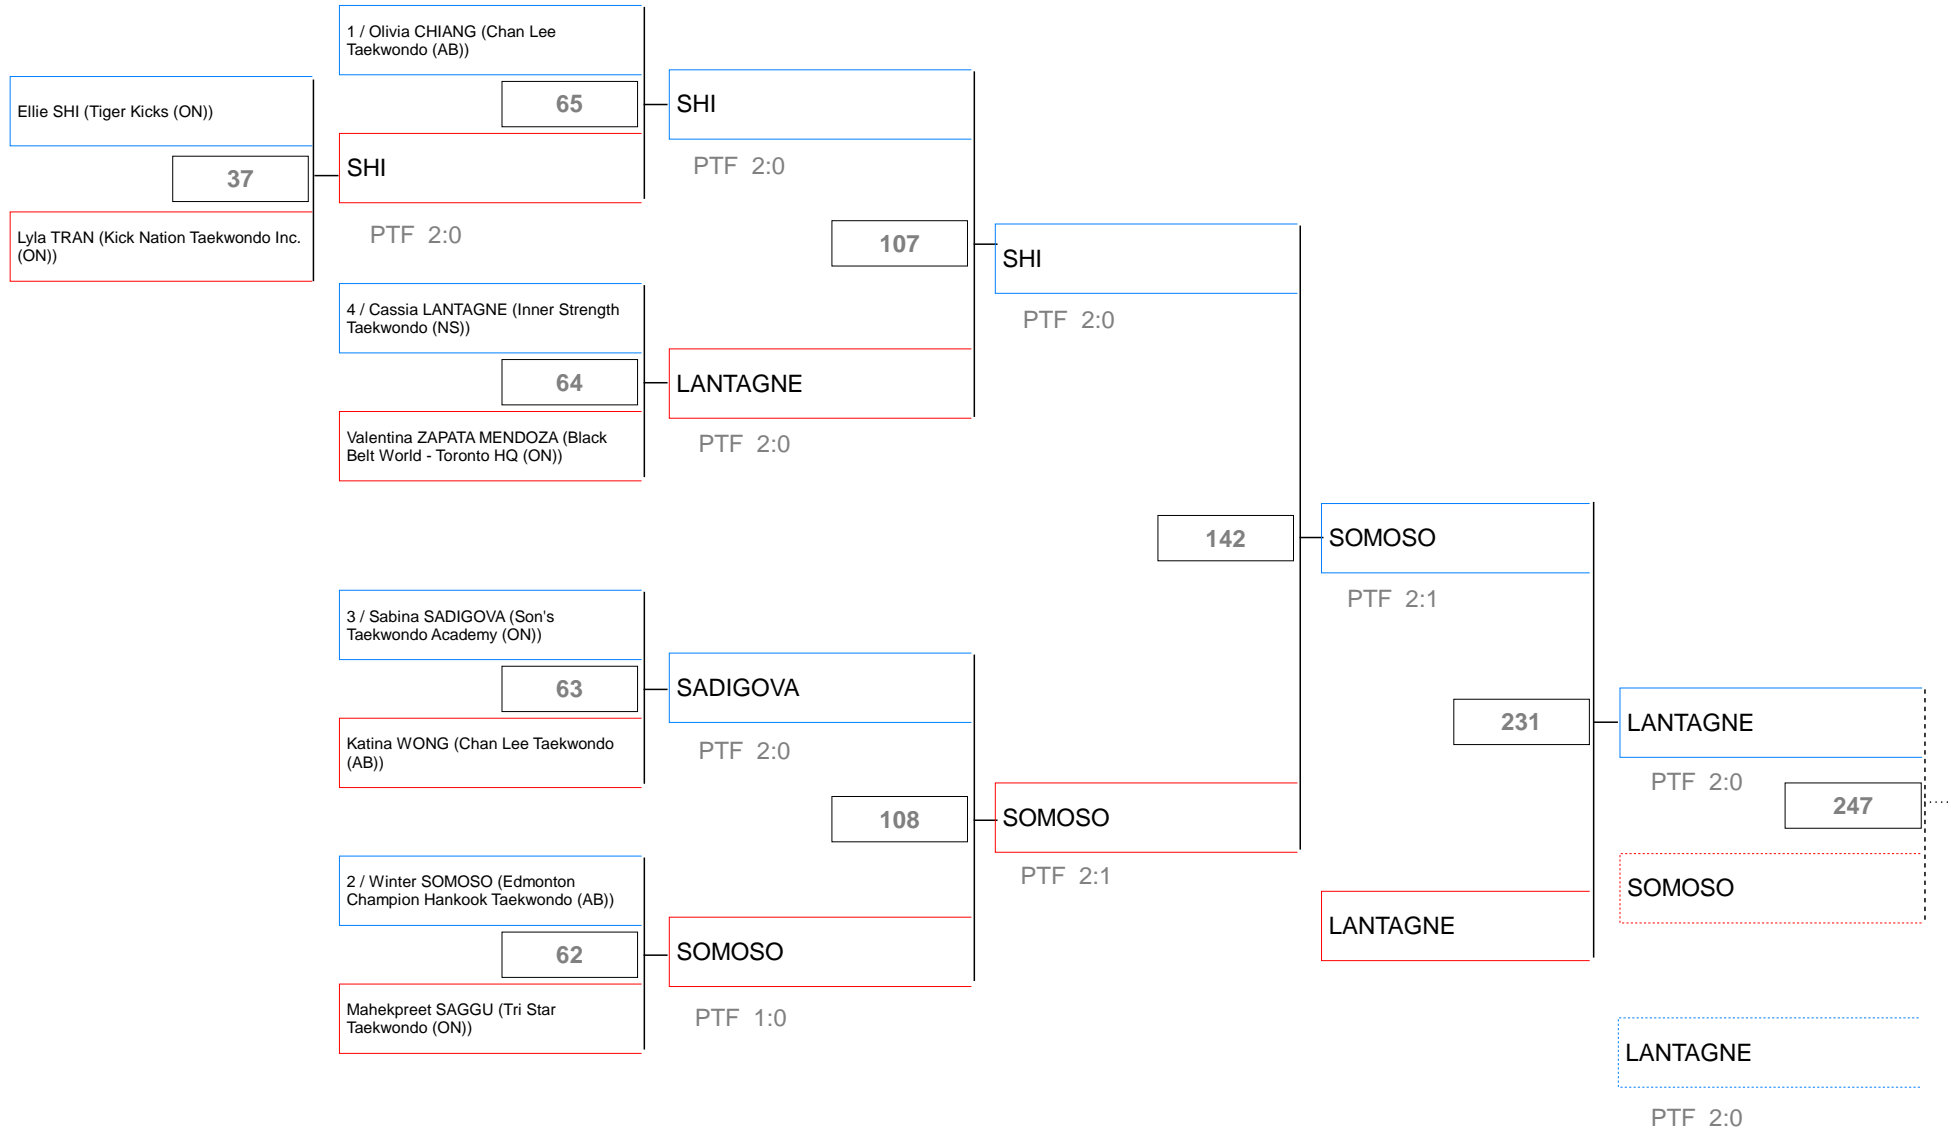 1 / Olivia CHIANG (Chan Lee
Taekwondo (AB))
Ellie SHI (Tiger Kicks (ON))
65
SHI
37
SHI
PTF 2:0
Lyla TRAN (Kick Nation Taekwondo Inc.
(ON))
PTF 2:0
107
SHI
4 / Cassia LANTAGNE (Inner Strength
Taekwondo (NS))
PTF 2:0
64
LANTAGNE
Valentina ZAPATA MENDOZA (Black
Belt World - Toronto HQ (ON))
PTF 2:0
142
SOMOSO
PTF 2:1
3 / Sabina SADIGOVA (Son's
Taekwondo Academy (ON))
63
SADIGOVA
Katina WONG (Chan Lee Taekwondo
(AB))
PTF 2:0
231
LANTAGNE
PTF 2:0
247
108
SOMOSO
PTF 2:1
2 / Winter SOMOSO (Edmonton
Champion Hankook Taekwondo (AB))
SOMOSO
LANTAGNE
62
SOMOSO
Mahekpreet SAGGU (Tri Star
Taekwondo (ON))
PTF 1:0
LANTAGNE
PTF 2:0